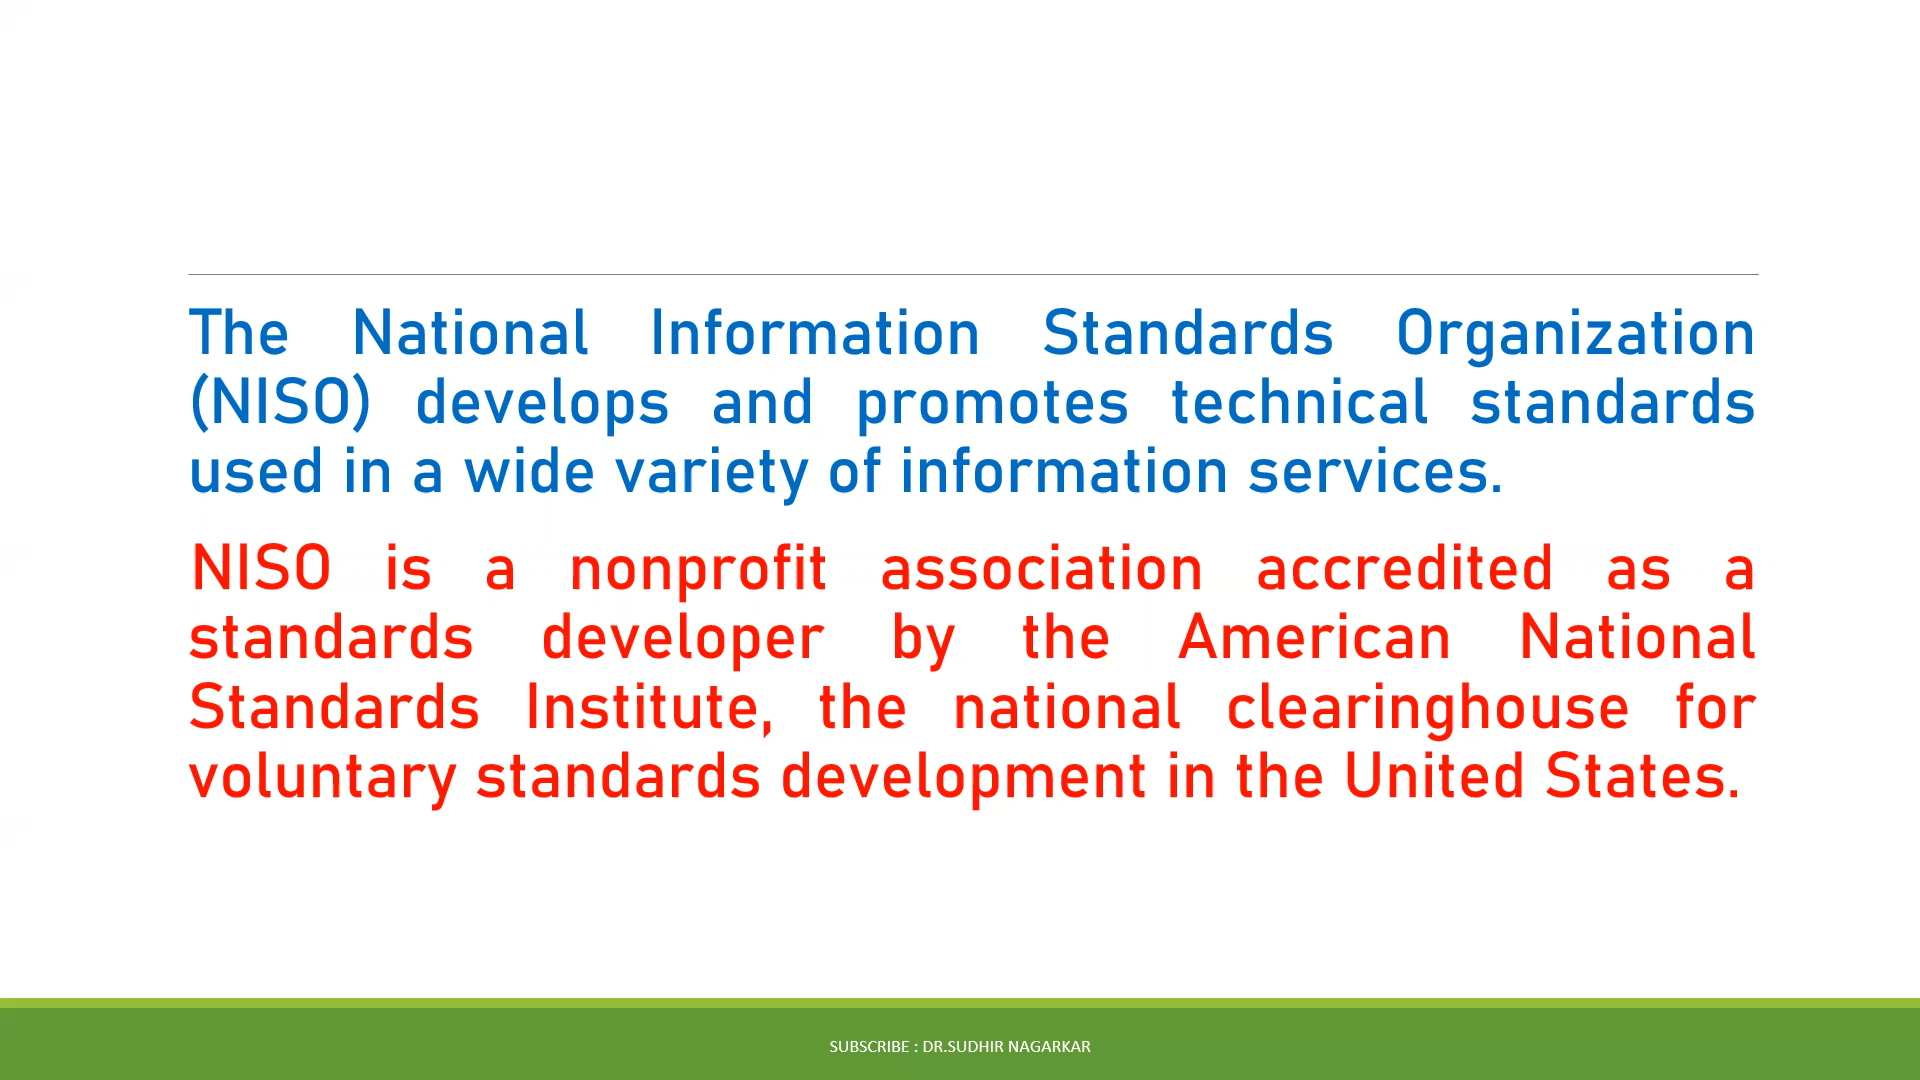 The National Information Standards Organization
(NISO) develops and promotes technical standards
used in a wide variety of information services.
NISO is a nonprofit association accredited as a
standards developer by the American National
Standards Institute, the national clearinghouse for
voluntary standards development in the United States.
SUBSCRIBE : DR.SUDHIR NAGARKAR